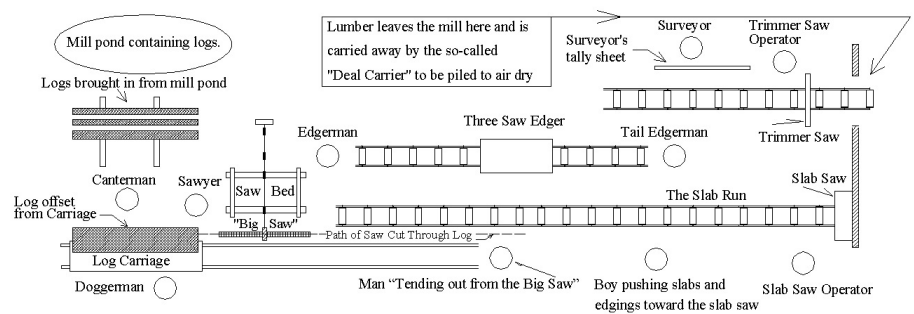 Mill pond containing logs.
Logs brought in from mill pond
Lumber leaves the mill here and is
carried away by the so-called
"Deal Carrier" to be piled to air dry
Surveyor
Surveyor's
tally sheet
Trimmer Saw
Operator
Trimmer Saw
Edgerman
Three Saw Edger
Tail Edgerman
Canterman
Sawyer
Saw Bed
"Big Saw"
The Slab Run
Slab Saw
Log offset
from Carriage
Path of Saw Cut Through Log
Log Carriage
Doggerman
Man “Tending out from the Big Saw”
Boy pushing slabs and
edgings toward the slab saw
Slab Saw Operator